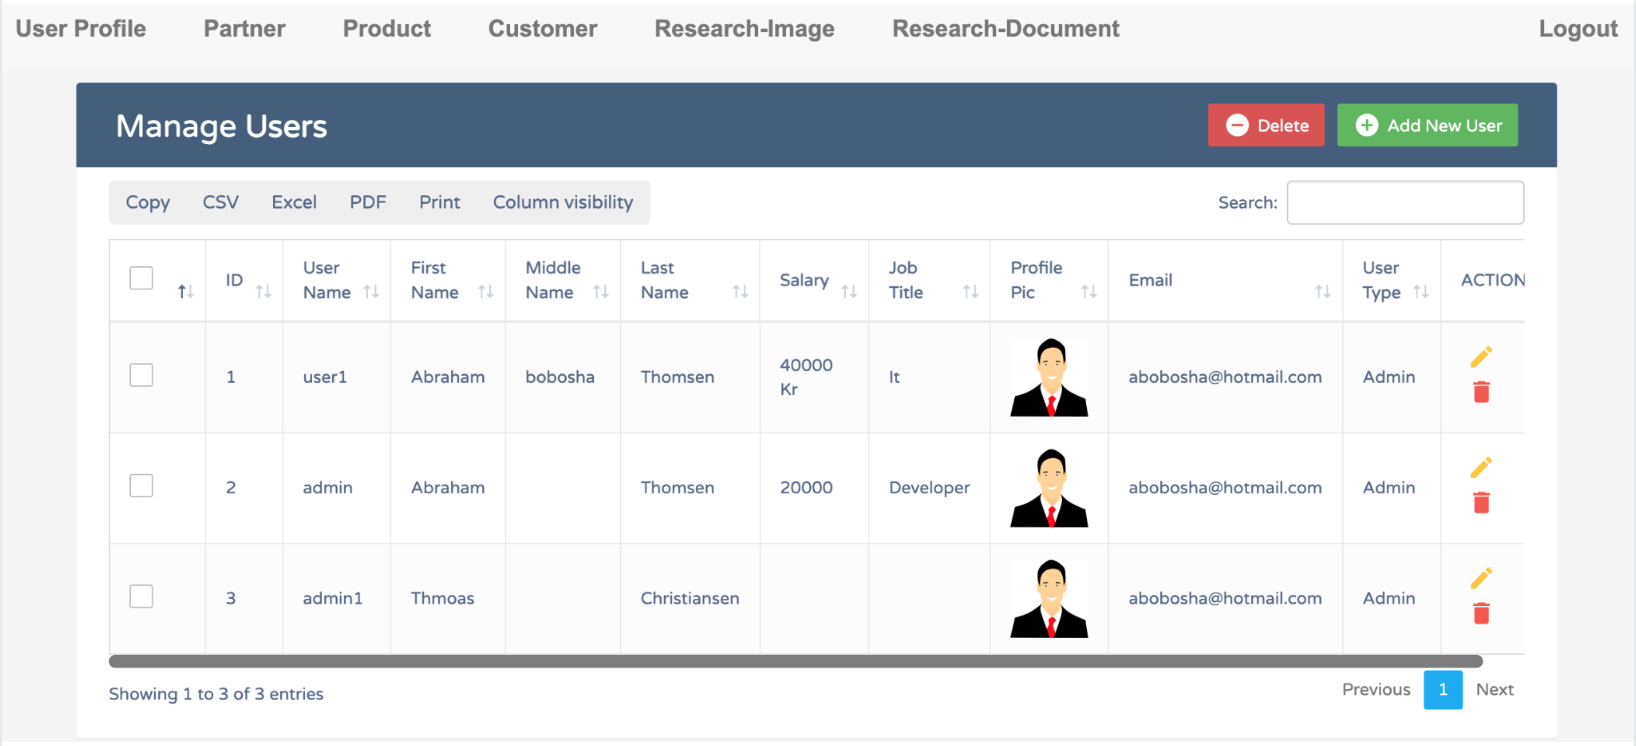 User Profile Partner Product Customer Research-Image Research-Document Logout
Manage Users Delete Add New User
Copy CSV Excel PDF Print Column visibility Search:
ID User Name First Name Middle Name Last Name Salary Job Title Profile Pic Email User Type ACTION
1 user1 Abraham bobosha Thomsen 40000 Kr It abobosha@hotmail.com Admin
2 admin Abraham Thomsen 20000 Developer abobosha@hotmail.com Admin
3 admin1 Thmoas Christiansen abobosha@hotmail.com Admin
Showing 1 to 3 of 3 entries Previous 1 Next